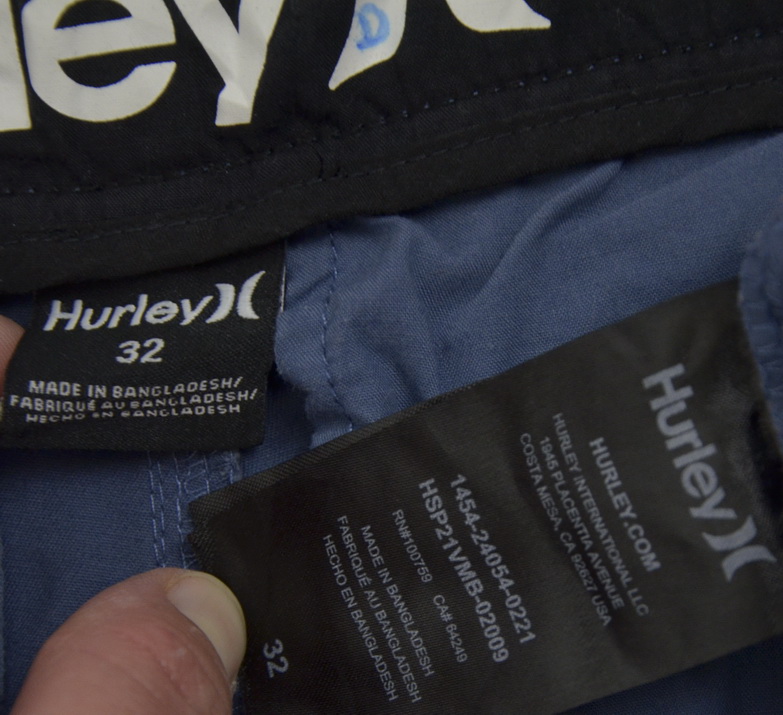 ley
D
Hurley
32
MADE IN BANGLADESH/
FABRIQUÉ AU BANGLADESH/
HECHO EN BANGLADESH
Hurley
HURLEY.COM
HURLEY INTERNATIONAL LLC
1945 PLACENTIA AVENUE
COSTA MESA, CA 92627 USA
1454-24054-0221
HSP21VMB-02009
RN#100759 CA# 64249
MADE IN BANGLADESH
FABRIQUÉ AU BANGLADESH
HECHO EN BANGLADESH
32